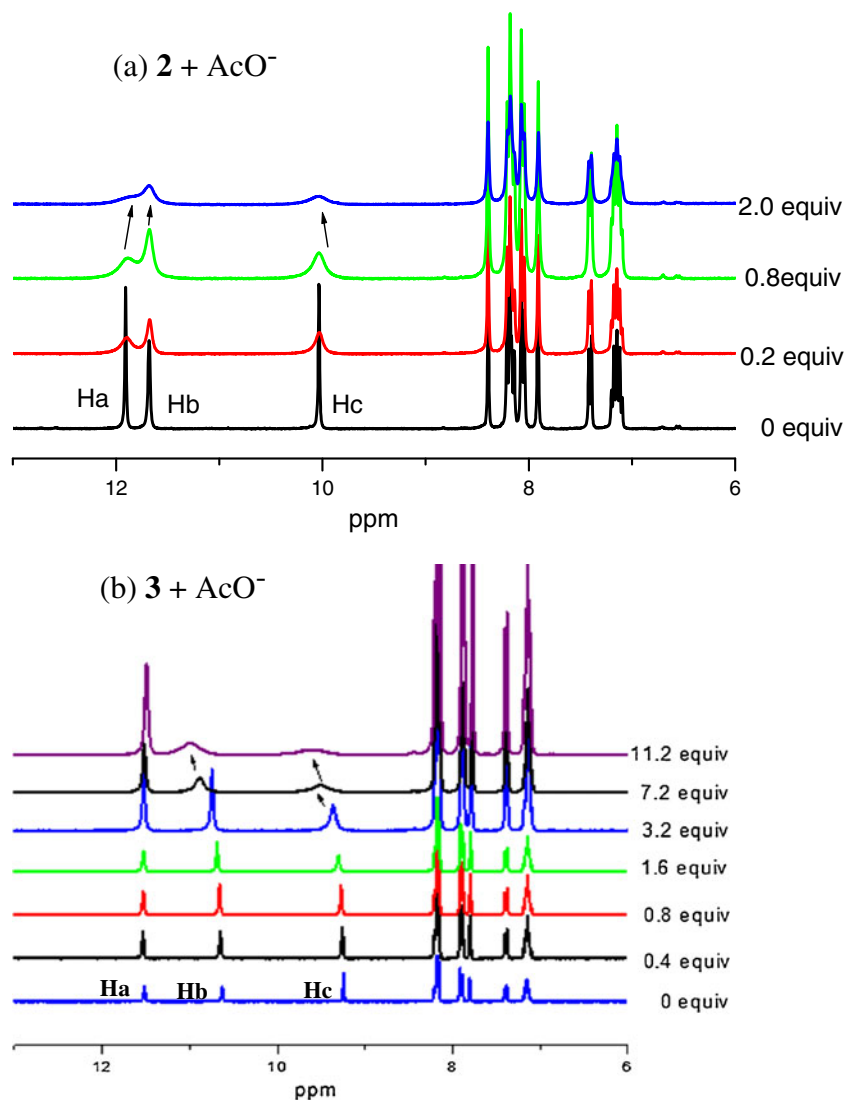 (a) 2 + AcO⁻
2.0 equiv
0.8equiv
0.2 equiv
Ha Hb Hc
0 equiv
12 10 8 6
ppm
(b) 3 + AcO⁻
11.2 equiv
7.2 equiv
3.2 equiv
1.6 equiv
0.8 equiv
0.4 equiv
Ha Hb Hc
0 equiv
12 10 8 6
ppm